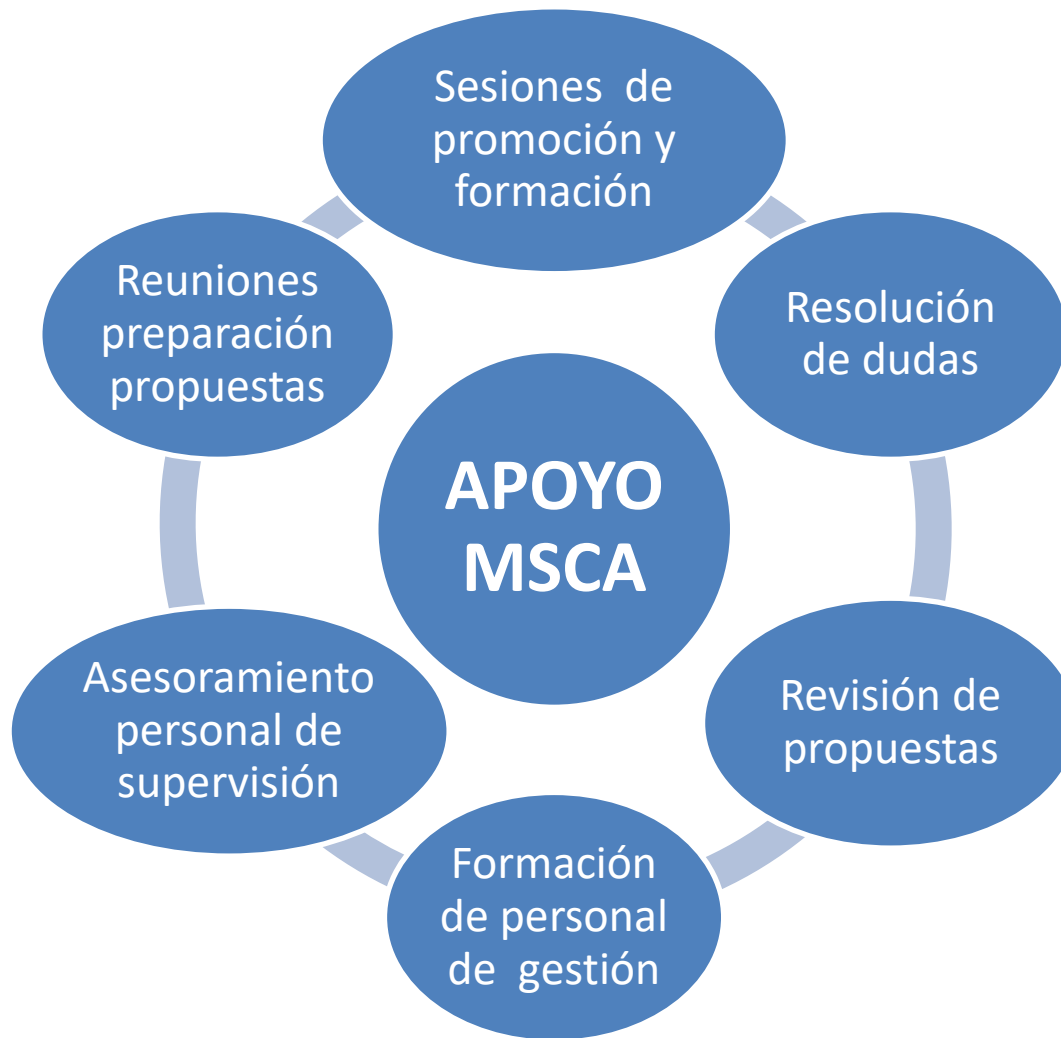 Sesiones de
promoción y
formación
Resolución
de dudas
Revisión de
propuestas
Formación
de personal
de gestión
Asesoramiento
personal de
supervisión
Reuniones
preparación
propuestas
APOYO
MSCA